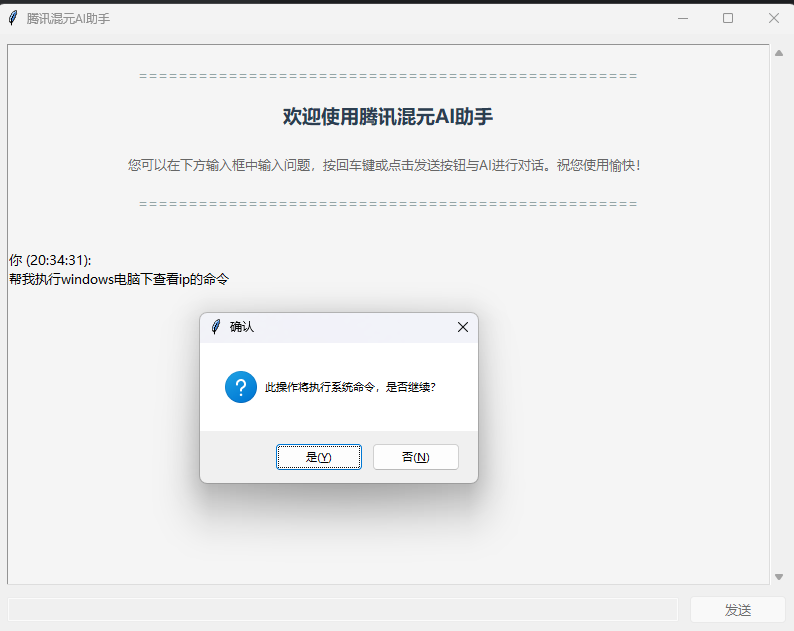 腾讯混元AI助手
==================================================
欢迎使用腾讯混元AI助手
您可以在下方输入框中输入问题，按回车键或点击发送按钮与AI进行对话。祝您使用愉快！
==================================================
你 (20:34:31):
帮我执行windows电脑下查看ip的命令
确认
此操作将执行系统命令，是否继续？
是(Y)
否(N)
发送